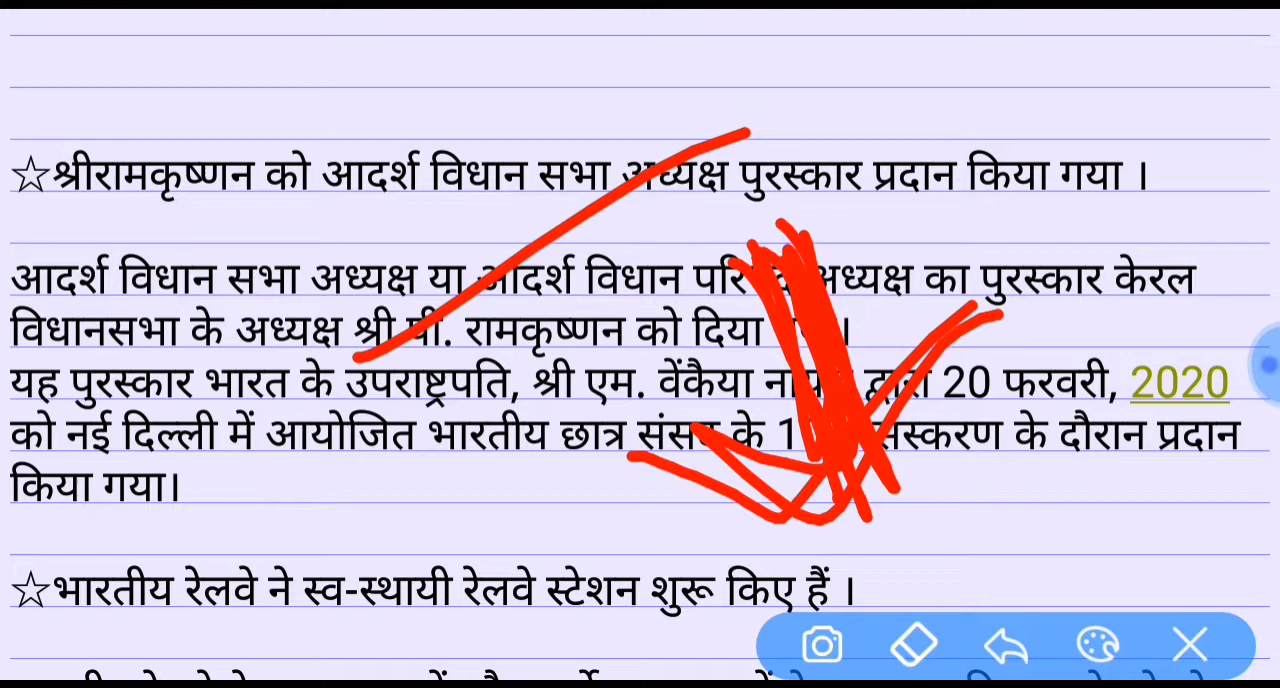 ☆श्रीरामकृष्णन को आदर्श विधान सभा अध्यक्ष पुरस्कार प्रदान किया गया ।
आदर्श विधान सभा अध्यक्ष या आदर्श विधान अध्यक्ष का पुरस्कार केरल
विधानसभा के अध्यक्ष श्री पी. रामकृष्णन को दिया ।
यह पुरस्कार भारत के उपराष्ट्रपति, श्री एम. वेंकैया द्वारा 20 फरवरी, 2020
को नई दिल्ली में आयोजित भारतीय छात्र संसद के संस्करण के दौरान प्रदान
किया गया।
☆भारतीय रेलवे ने स्व-स्थायी रेलवे स्टेशन शुरू किए हैं ।